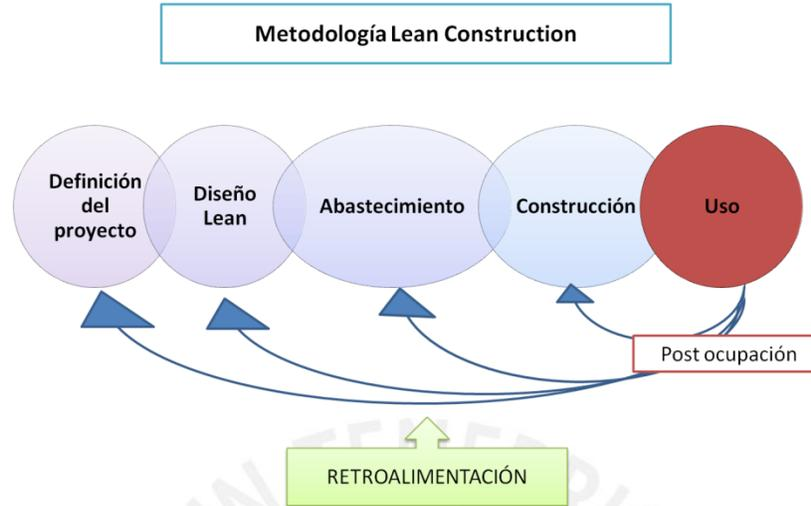 Metodología Lean Construction
Definición
del
proyecto
Diseño
Lean
Abastecimiento
Construcción
Uso
Post ocupación
RETROALIMENTACIÓN